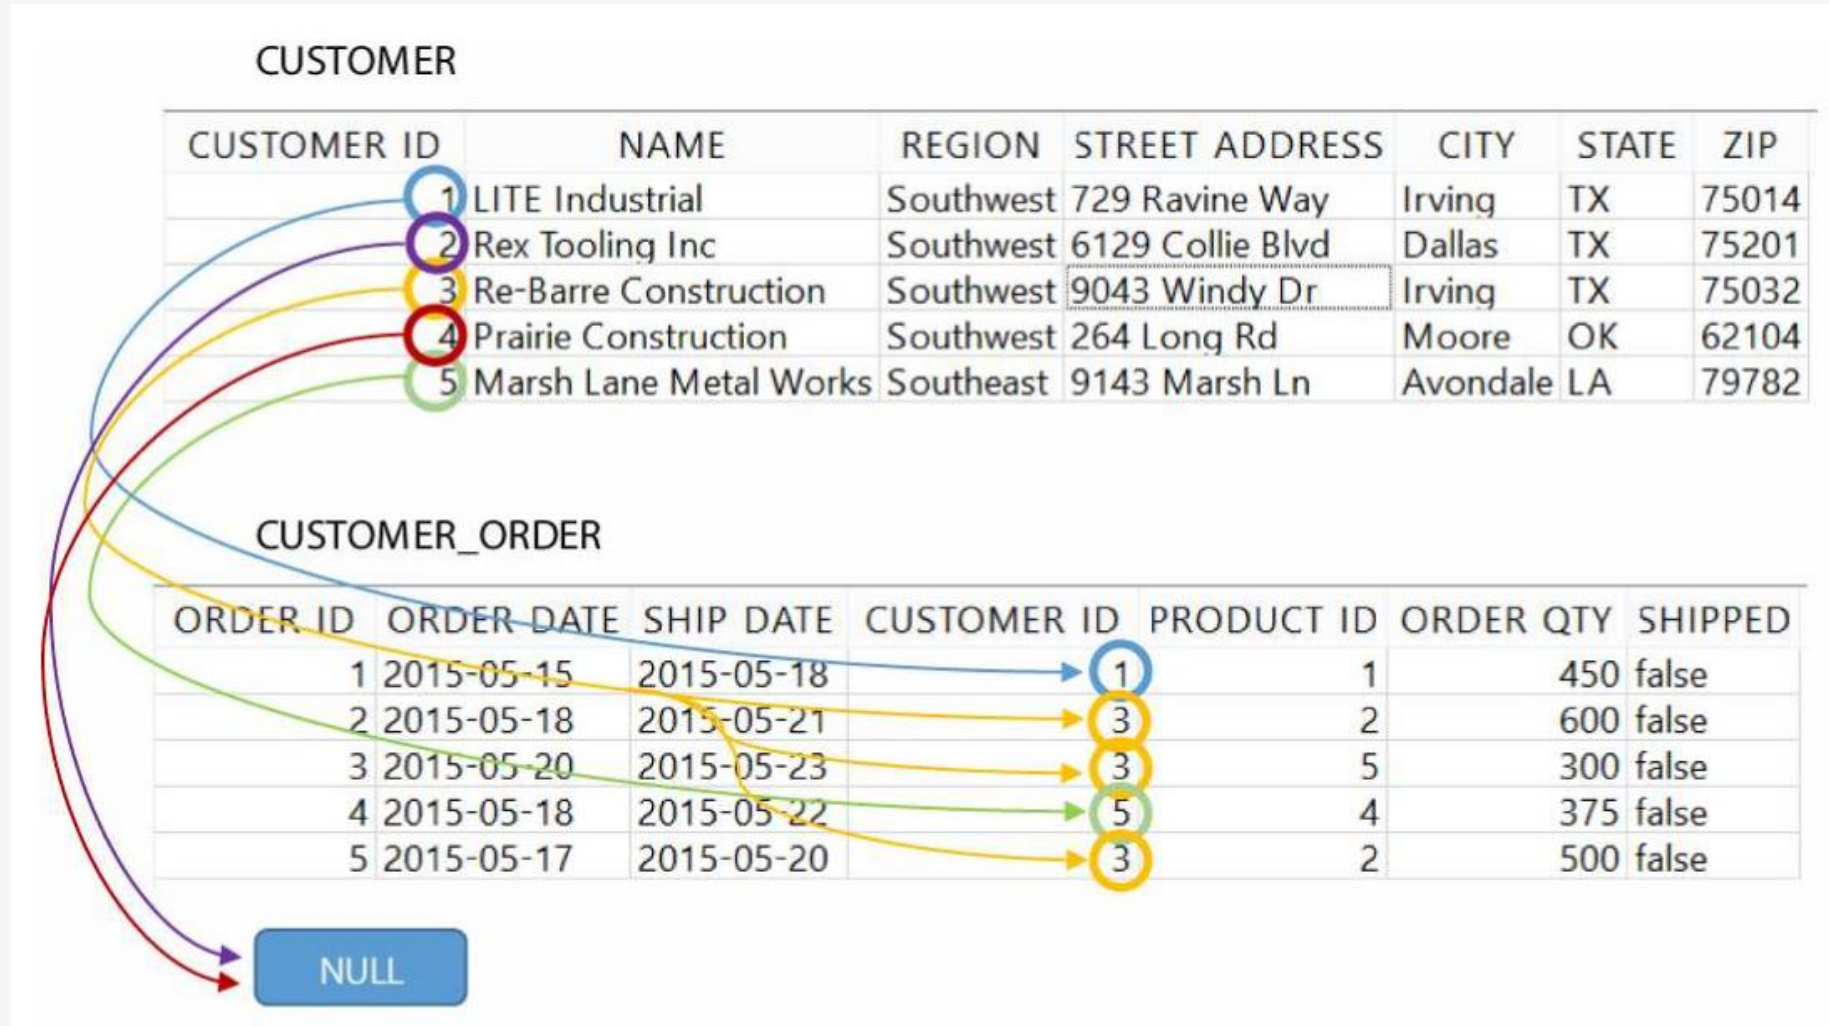 CUSTOMER
CUSTOMER ID NAME REGION STREET ADDRESS CITY STATE ZIP
1 LITE Industrial Southwest 729 Ravine Way Irving TX 75014
2 Rex Tooling Inc Southwest 6129 Collie Blvd Dallas TX 75201
3 Re-Barre Construction Southwest 9043 Windy Dr Irving TX 75032
4 Prairie Construction Southwest 264 Long Rd Moore OK 62104
5 Marsh Lane Metal Works Southeast 9143 Marsh Ln Avondale LA 79782
CUSTOMER_ORDER
ORDER ID ORDER DATE SHIP DATE CUSTOMER ID PRODUCT ID ORDER QTY SHIPPED
1 2015-05-15 2015-05-18 1 1 450 false
2 2015-05-18 2015-05-21 3 2 600 false
3 2015-05-20 2015-05-23 3 5 300 false
4 2015-05-18 2015-05-22 5 4 375 false
5 2015-05-17 2015-05-20 3 2 500 false
NULL